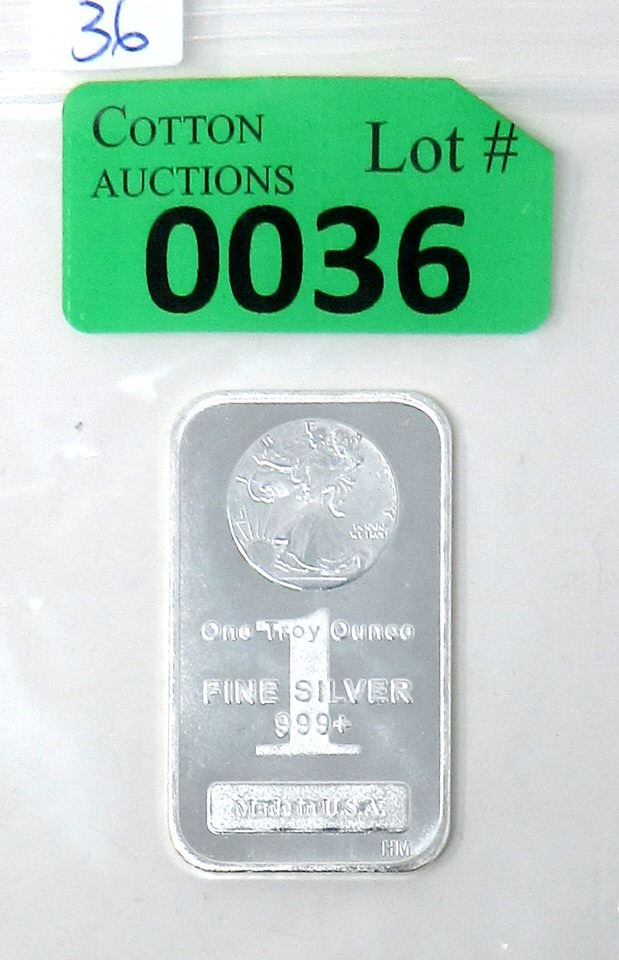 36
COTTON
AUCTIONS
Lot #
0036
One Troy Ounce
1
FINE SILVER
999+
Made in U.S.A.
HM